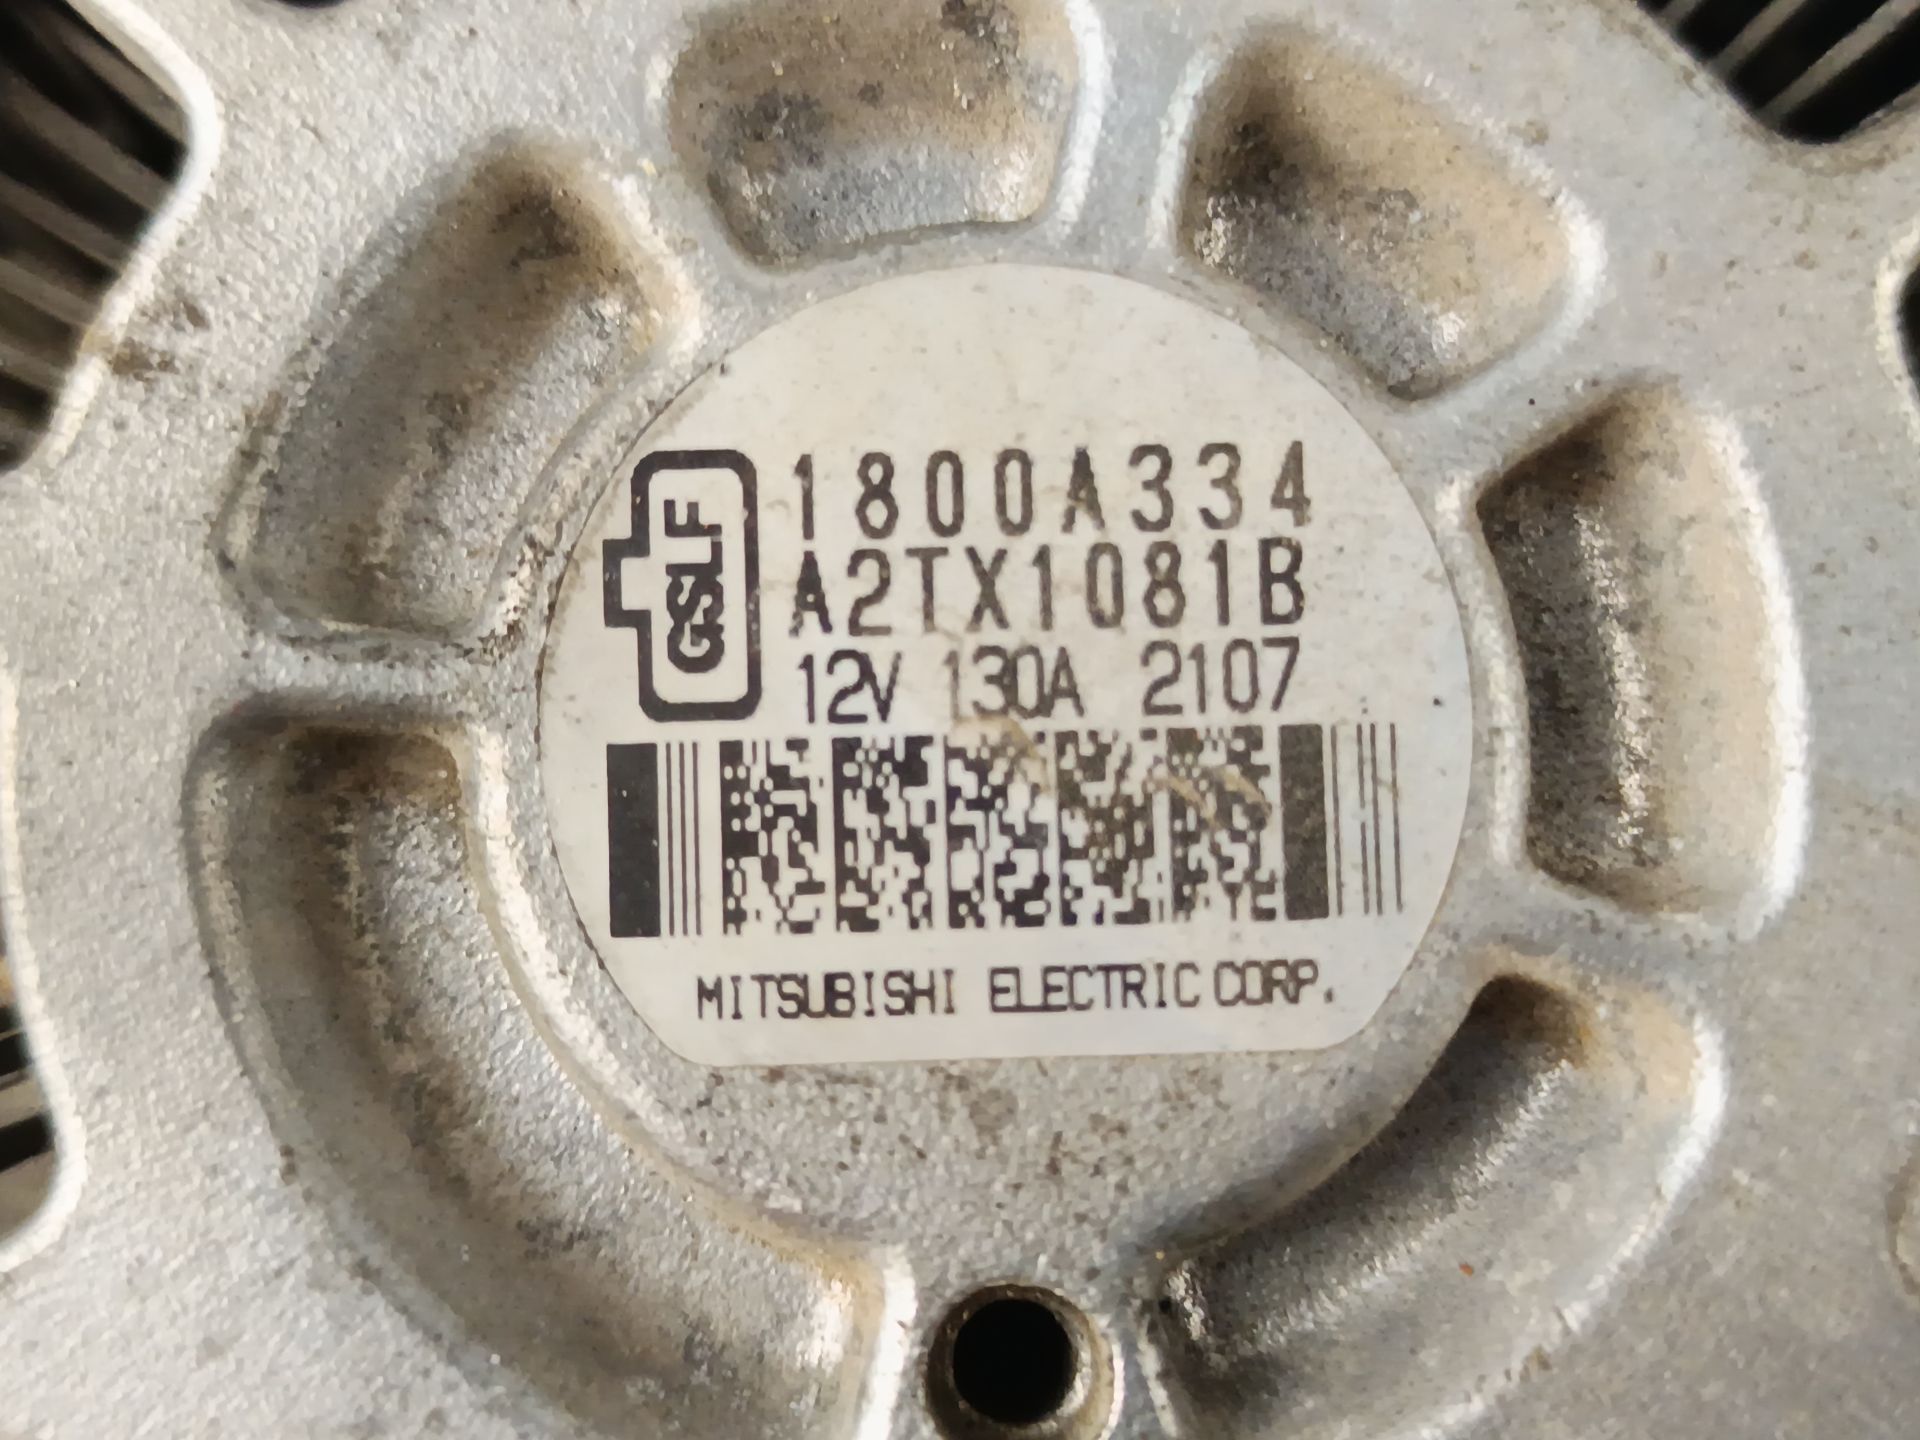 GSLF
1800A334
A2TX1081B
12V 130A 2107
MITSUBISHI ELECTRIC CORP.